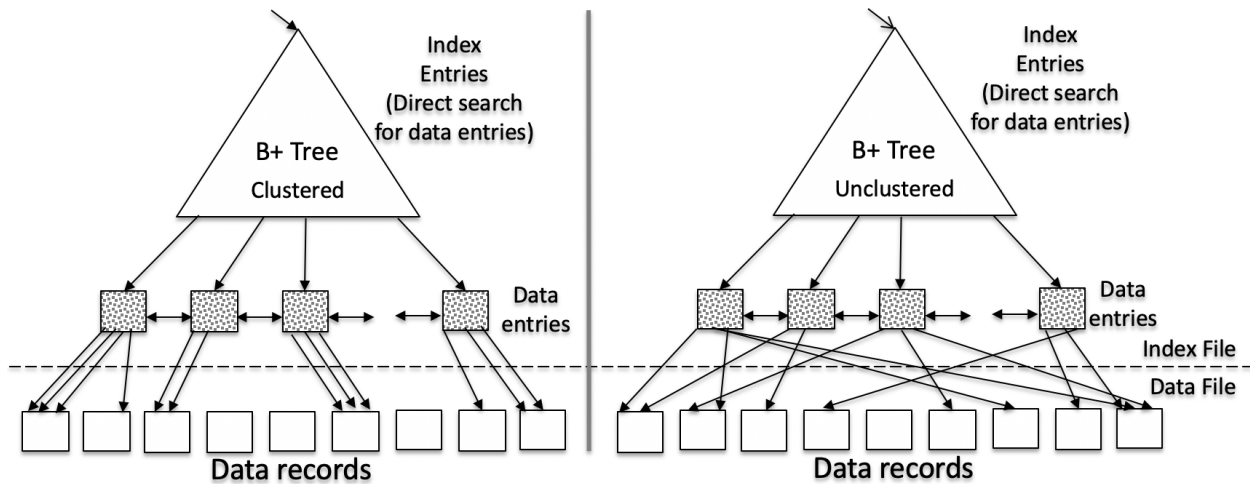 Index
Entries
(Direct search
for data entries)
B+ Tree
Clustered
Data
entries
Data records
Index
Entries
(Direct search
for data entries)
B+ Tree
Unclustered
Data
entries
Index File
Data File
Data records